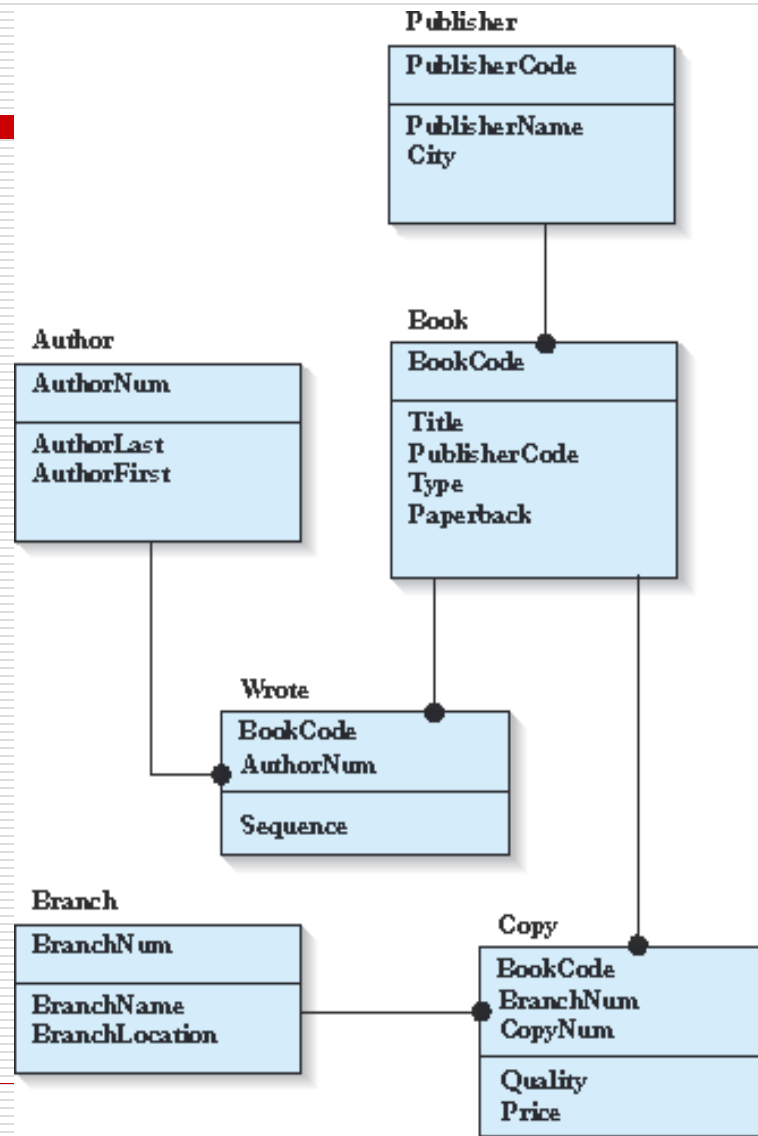 Publisher
PublisherCode
PublisherName
City
Book
BookCode
Title
PublisherCode
Type
Paperback
Author
AuthorNum
AuthorLast
AuthorFirst
Wrote
BookCode
AuthorNum
Sequence
Branch
BranchNum
BranchName
BranchLocation
Copy
BookCode
BranchNum
CopyNum
Quality
Price